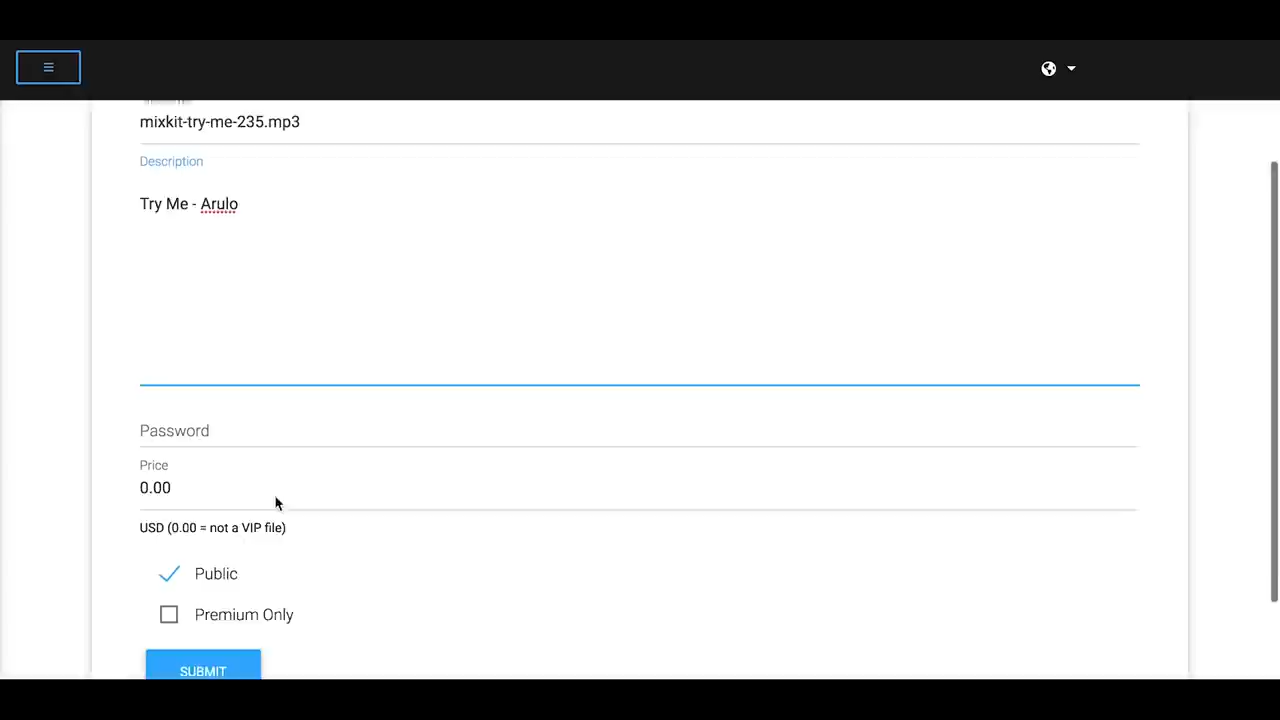 mixkit-try-me-235.mp3
Description
Try Me - Arulo
Password
Price
0.00
USD (0.00 = not a VIP file)
Public
Premium Only
SUBMIT